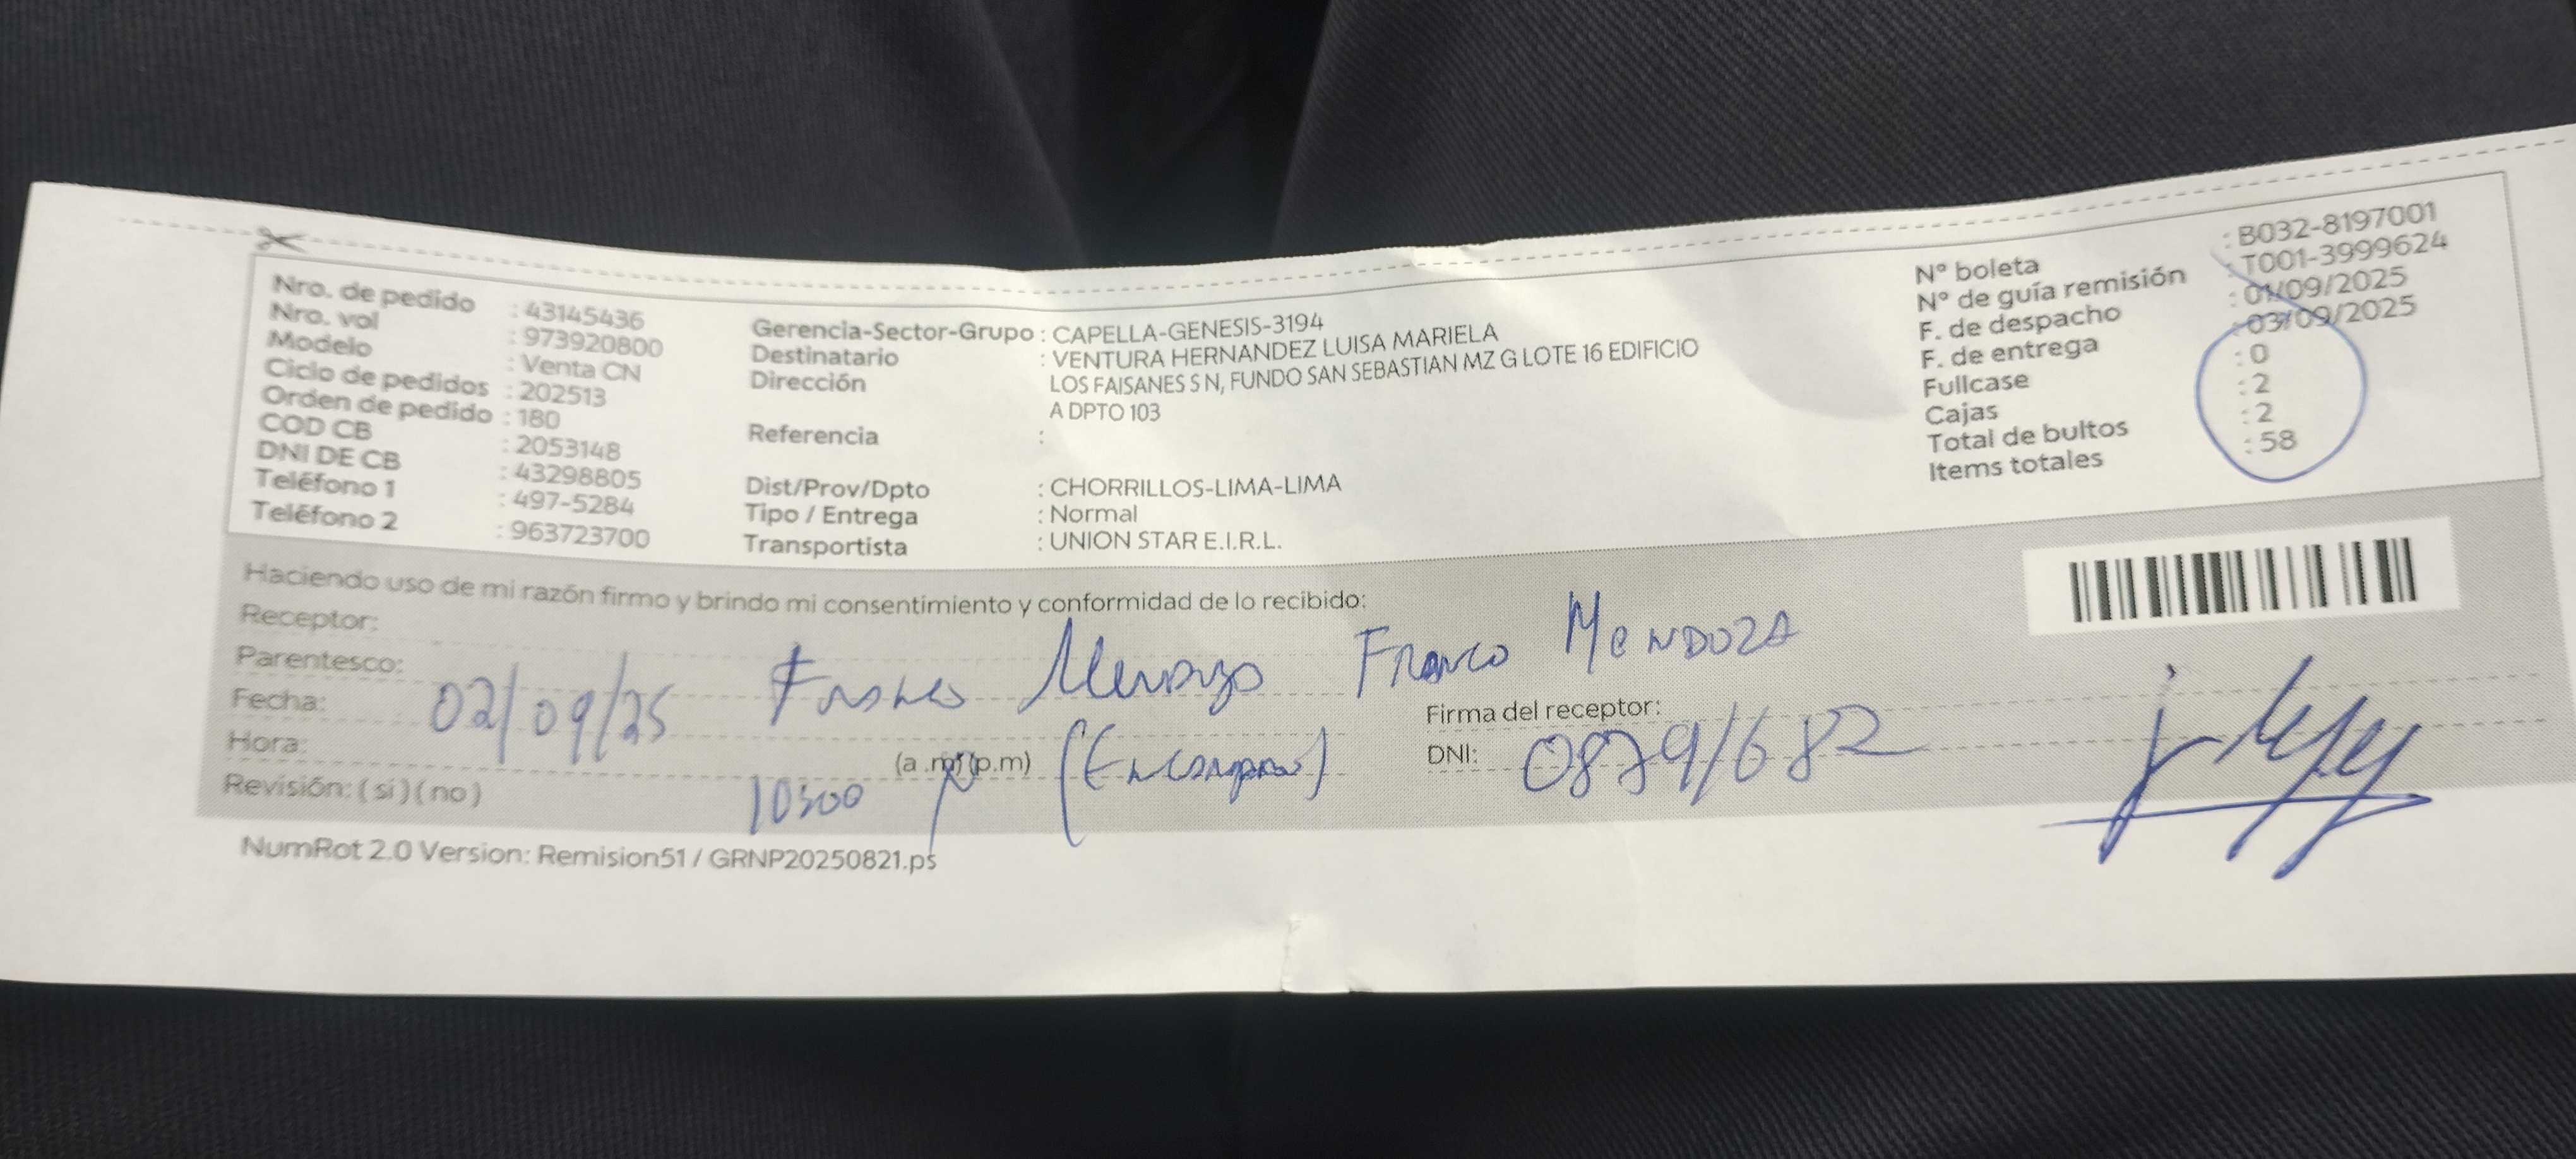 Nro. de pedido : 43145436
Nro. vol : 973920800
Modelo : Venta CN
Ciclo de pedidos : 202513
Orden de pedido : 180
COD CB : 2053148
DNI DE CB : 43298805
Teléfono 1 : 497-5284
Teléfono 2 : 963723700
Gerencia-Sector-Grupo : CAPELLA-GENESIS-3194
Destinatario : VENTURA HERNANDEZ LUISA MARIELA
Dirección LOS FAISANES S N, FUNDO SAN SEBASTIAN MZ G LOTE 16 EDIFICIO
A DPTO 103
Referencia :
Dist/Prov/Dpto : CHORRILLOS-LIMA-LIMA
Tipo / Entrega : Normal
Transportista : UNION STAR E.I.R.L.
N° boleta : B032-8197001
N° de guía remisión : T001-3999624
F. de despacho : 01/09/2025
F. de entrega : 03/09/2025
Fullcase : 0
Cajas : 2
Total de bultos : 2
Items totales : 58
Haciendo uso de mi razón firmo y brindo mi consentimiento y conformidad de lo recibido:
Receptor:
Parentesco: Franco Mendoza FRANCO MENDOZA
Fecha: 02/09/25
Firma del receptor:
Hora: (a .m) (p.m)
DNI: 08791682
Revisión: ( si ) ( no )
NumRot 2.0 Version: Remision51 / GRNP20250821.ps